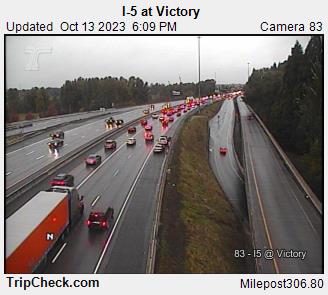 I-5 at Victory
Updated Oct 13 2023 6:09 PM Camera 83
N
83 - I5 @ Victory
TripCheck.com Milepost306.80